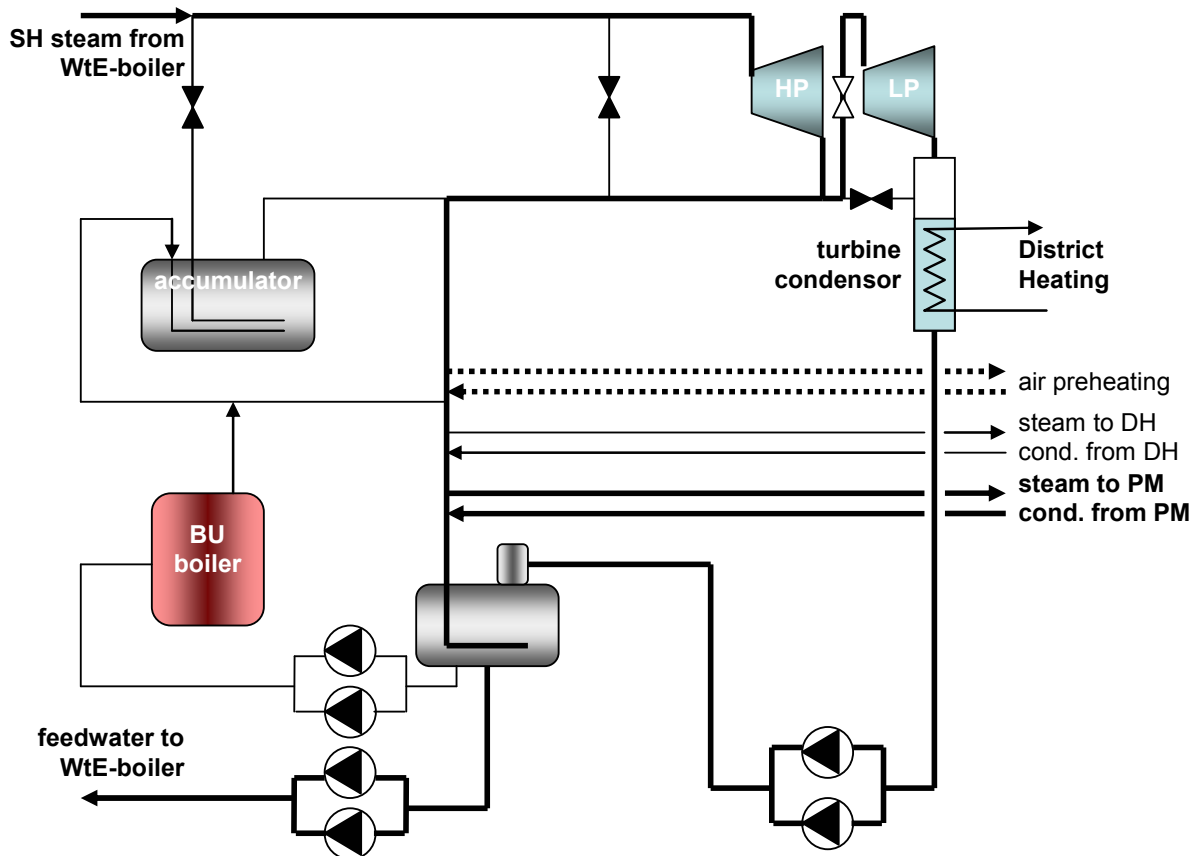 SH steam from
WtE-boiler
HP
LP
accumulator
turbine
condensor
District
Heating
air preheating
steam to DH
cond. from DH
steam to PM
cond. from PM
BU
boiler
feedwater to
WtE-boiler